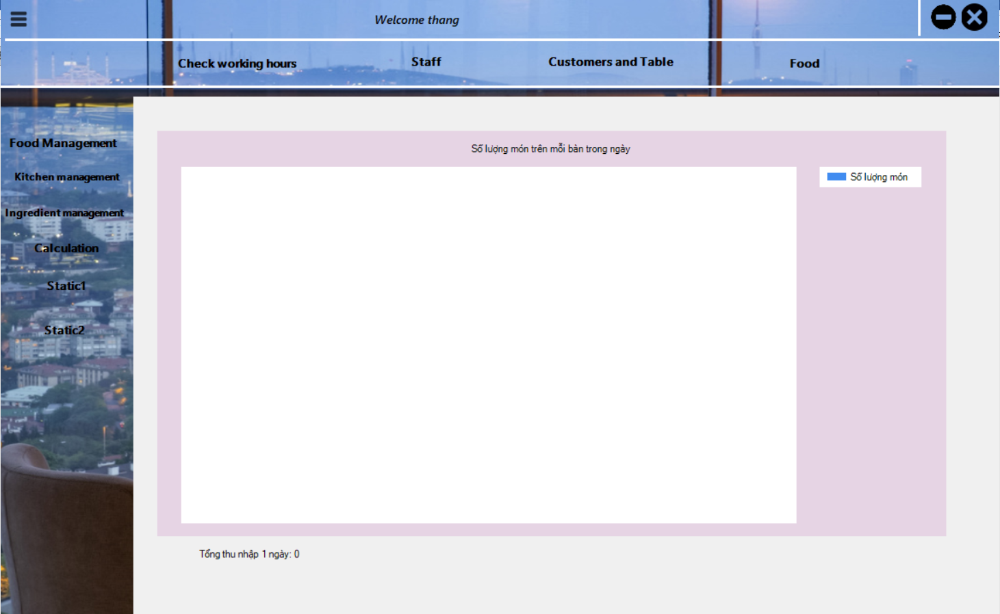 Welcome thang
Check working hours
Staff
Customers and Table
Food
Food Management
Kitchen management
Ingredient management
Calculation
Static1
Static2
Số lượng món trên mỗi bàn trong ngày
Số lượng món
Tổng thu nhập 1 ngày: 0